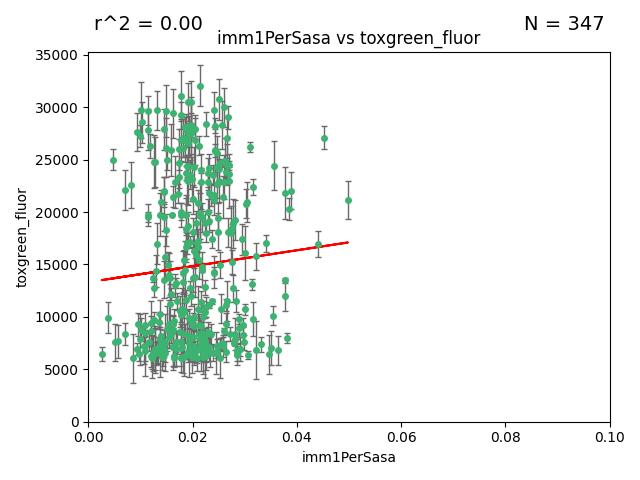 r^2 = 0.00
N = 347
imm1PerSasa vs toxgreen_fluor
35000
30000
25000
20000
15000
10000
5000
0
toxgreen_fluor
0.00
0.02
0.04
0.06
0.08
0.10
imm1PerSasa